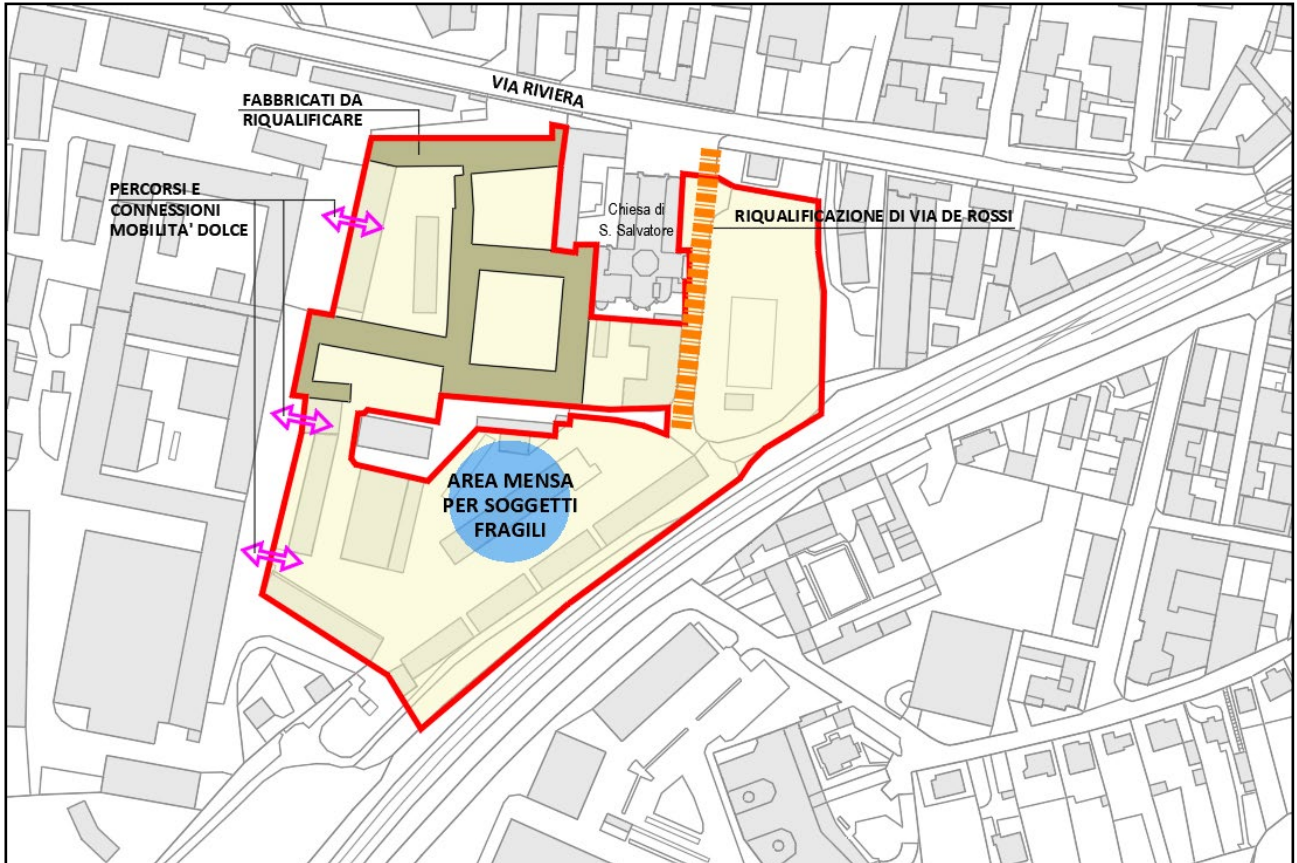 VIA RIVIERA
FABBRICATI DA
RIQUALIFICARE
PERCORSI E
CONNESSIONI
MOBILITA' DOLCE
Chiesa di
S. Salvatore
RIQUALIFICAZIONE DI VIA DE ROSSI
AREA MENSA
PER SOGGETTI
FRAGILI